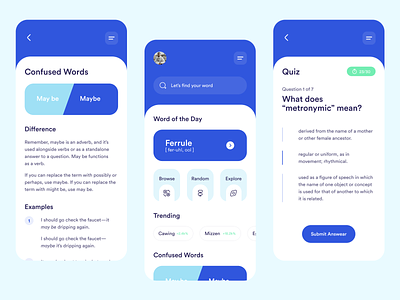 Confused Words
May be
Maybe
Difference
Remember, maybe is an adverb, and it's
used alongside verbs or as a standalone
answer to a question. May be functions
as a verb.
If you can replace the term with possibly or
perhaps, use maybe. If you can replace the
term with might be, use may be.
Examples
1
I should go check the faucet—it
may be dripping again.
I should go check the faucet—
maybe it's dripping again.
Let's find your word
Word of the Day
Ferrule
[ fer-uhl, ool ]
Browse
Random
Explore
Trending
Cawing
Mizzen
Confused Words
Maybe
Quiz
Question 1 of 7
What does
"metronymic" mean?
derived from the name of a mother
or other female ancestor.
regular or uniform, as in
movement; rhythmical.
used as a figure of speech in which
the name of one object or concept
is used for that of another to which
it is related.
Submit Answear